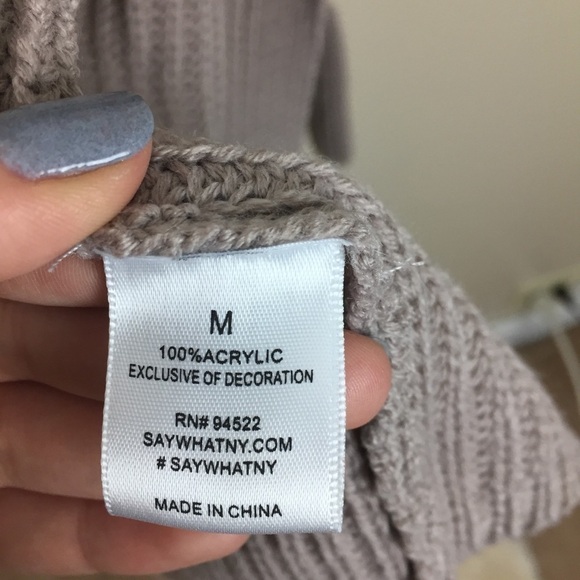 M
100%ACRYLIC
EXCLUSIVE OF DECORATION
RN# 94522
SAYWHATNY.COM
# SAYWHATNY
MADE IN CHINA